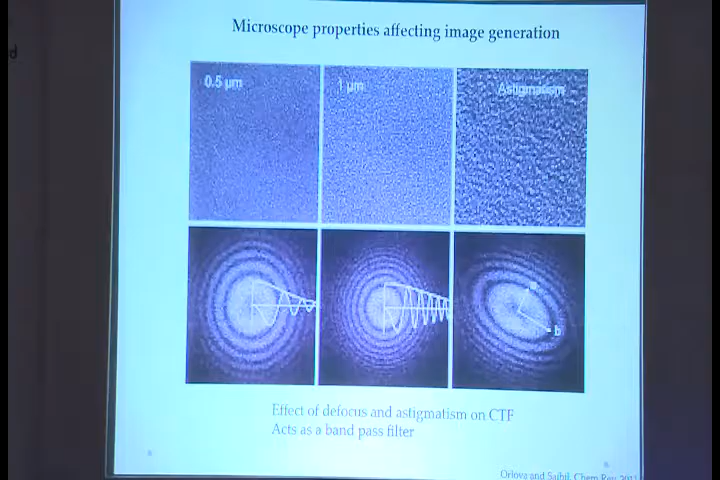 Microscope properties affecting image generation
0.5 μm
1 μm
Astigmatism
a
b
Effect of defocus and astigmatism on CTF
Acts as a band pass filter
Orlova and Saibil, Chem Rev 2011